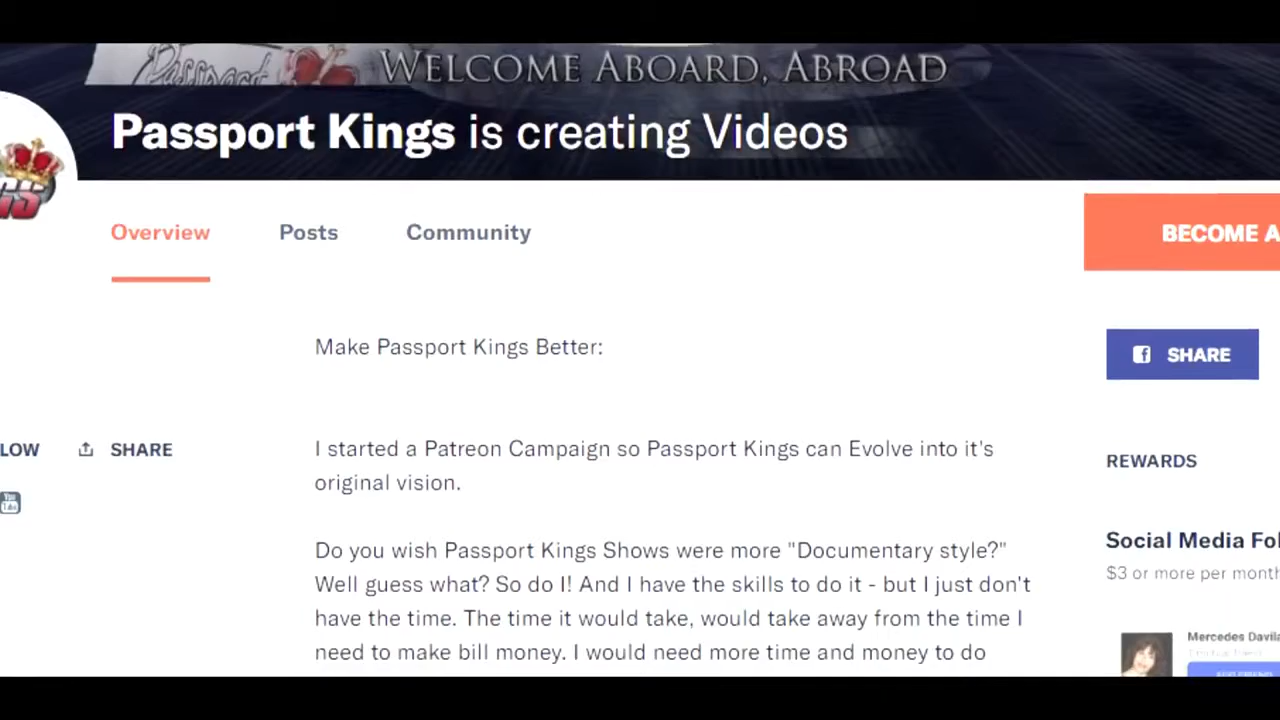 Passport
WELCOME ABOARD, ABROAD
Passport Kings is creating Videos
Overview Posts Community
BECOME A
Make Passport Kings Better:
SHARE
I started a Patreon Campaign so Passport Kings can Evolve into it's
LOW SHARE
original vision.
REWARDS
You
Tube
Do you wish Passport Kings Shows were more "Documentary style?"
Social Media Fol
Well guess what? So do I! And I have the skills to do it - but I just don't
$3 or more per month
have the time. The time it would take, would take away from the time I
need to make bill money. I would need more time and money to do
Mercedes Davila